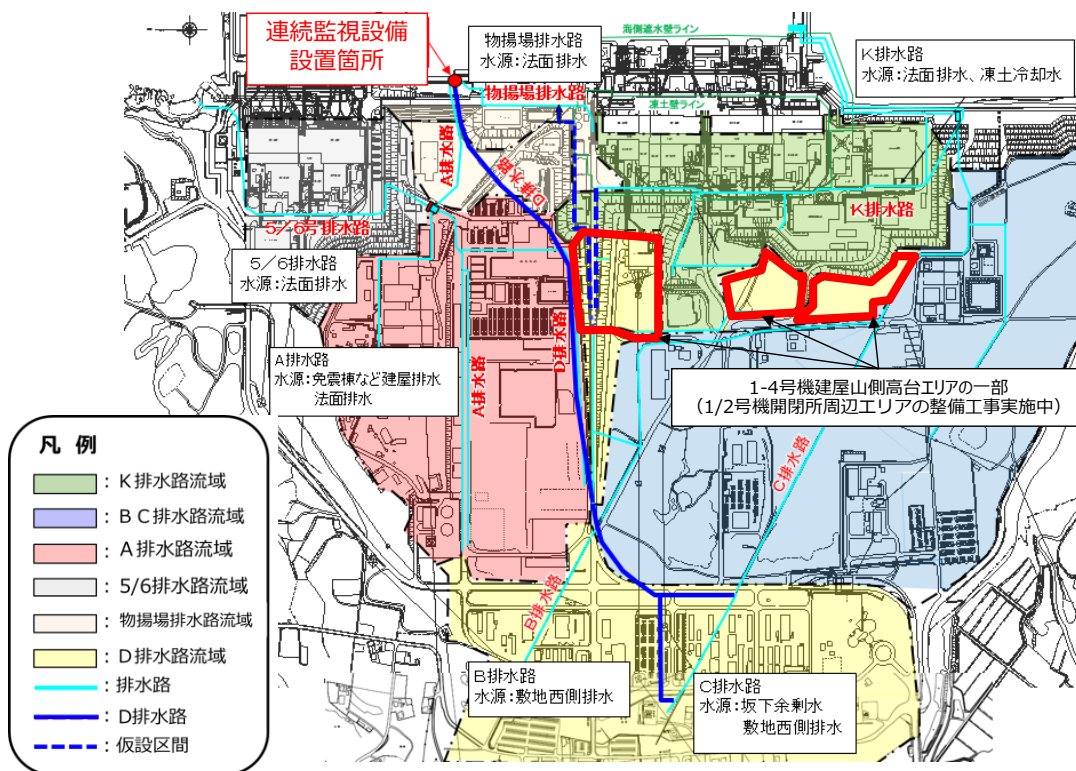 連続監視設備
設置箇所
物揚場排水路
水源：法面排水
海側遮水壁ライン
K排水路
水源：法面排水、凍土冷却水
物揚場排水路
凍土壁ライン
A排水路
D排水路
K排水路
5/6号排水路
5／6排水路
水源：法面排水
D排水路
A排水路
A排水路
水源：免震棟など建屋排水
法面排水
1-4号機建屋山側高台エリアの一部
（1/2号機開閉所周辺エリアの整備工事実施中）
C排水路
B排水路
B排水路
水源：敷地西側排水
C排水路
水源：坂下余剰水
敷地西側排水
凡 例
：K排水路流域
：ＢＣ排水路流域
：A排水路流域
：5/6排水路流域
：物揚場排水路流域
：D排水路流域
：排水路
：D排水路
：仮設区間